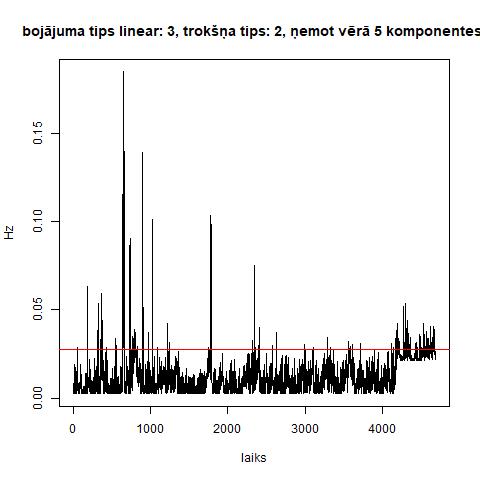 bojājuma tips linear: 3, trokšņa tips: 2, ņemot vērā 5 komponentes
Hz
0.15
0.10
0.05
0.00
0 1000 2000 3000 4000
laiks